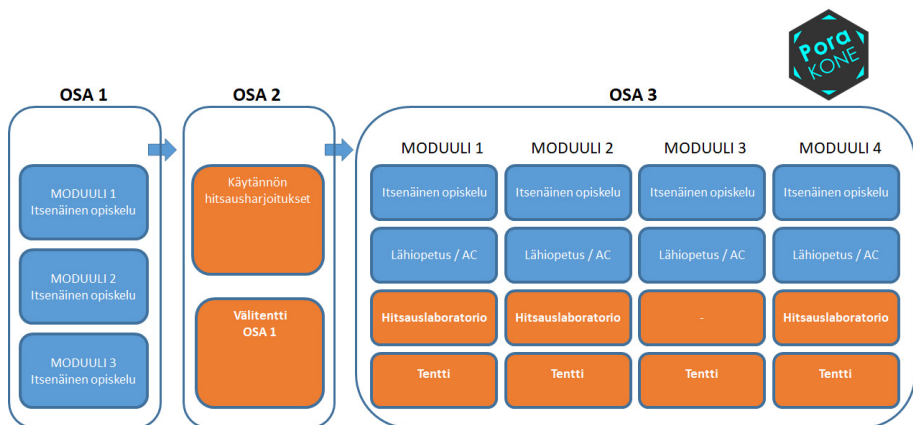 Pora
KONE
OSA 1
MODUULI 1
Itsenäinen opiskelu
MODUULI 2
Itsenäinen opiskelu
MODUULI 3
Itsenäinen opiskelu
OSA 2
Käytännön
hitsausharjoitukset
Välitentti
OSA 1
OSA 3
MODUULI 1
MODUULI 2
MODUULI 3
MODUULI 4
Itsenäinen opiskelu
Itsenäinen opiskelu
Itsenäinen opiskelu
Itsenäinen opiskelu
Lähiopetus / AC
Lähiopetus / AC
Lähiopetus / AC
Lähiopetus / AC
Hitsauslaboratorio
Hitsauslaboratorio
-
Hitsauslaboratorio
Tentti
Tentti
Tentti
Tentti